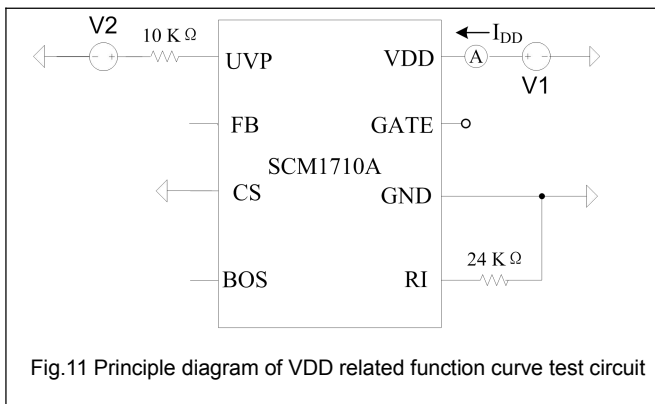 V2
10 K Ω
I_DD
UVP
VDD
A
V1
FB
GATE
SCM1710A
CS
GND
24 K Ω
BOS
RI
Fig.11 Principle diagram of VDD related function curve test circuit